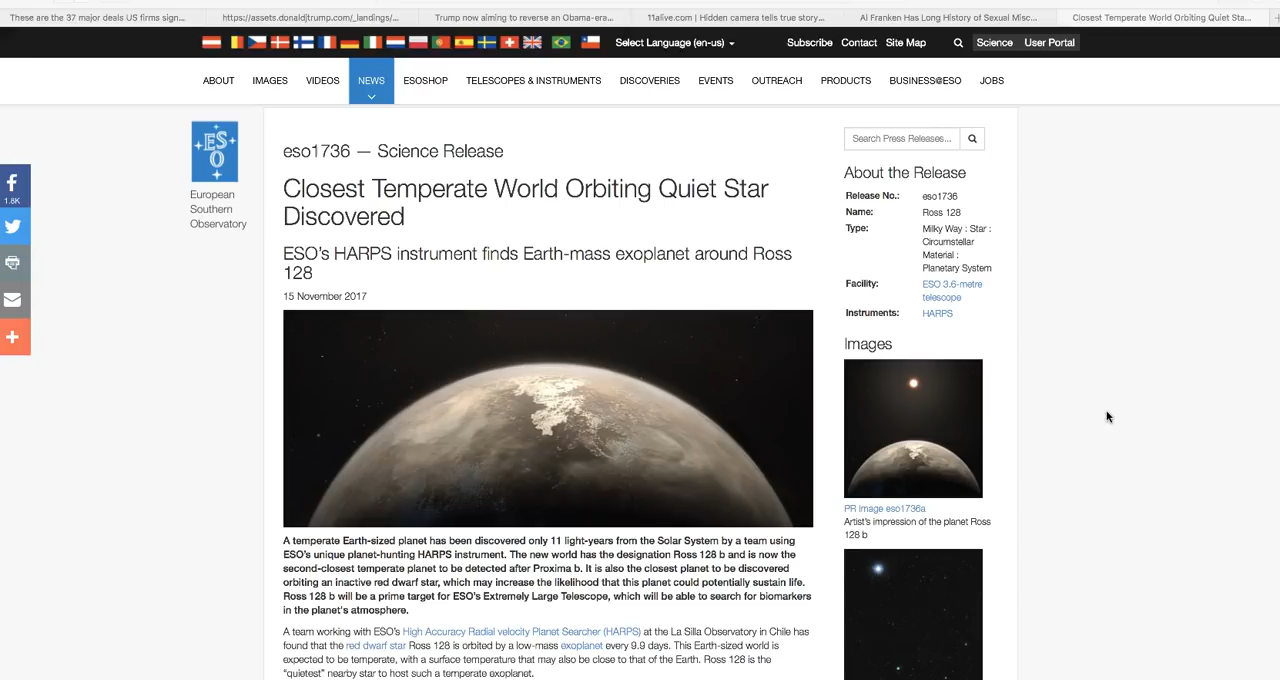 These are the 37 major deals US firms sign...
https://assets.donaldjtrump.com/_landings/...
Trump now aiming to reverse an Obama-era...
11alive.com | Hidden camera tells true story...
Al Franken Has Long History of Sexual Misc...
Closest Temperate World Orbiting Quiet Sta...
Select Language (en-us)
Subscribe Contact Site Map
Science User Portal
ABOUT IMAGES VIDEOS NEWS ESOSHOP TELESCOPES & INSTRUMENTS DISCOVERIES EVENTS OUTREACH PRODUCTS BUSINESS@ESO JOBS
ESO
European
Southern
Observatory
1.8K
eso1736 — Science Release
Closest Temperate World Orbiting Quiet Star
Discovered
ESO's HARPS instrument finds Earth-mass exoplanet around Ross
128
15 November 2017
A temperate Earth-sized planet has been discovered only 11 light-years from the Solar System by a team using
ESO's unique planet-hunting HARPS instrument. The new world has the designation Ross 128 b and is now the
second-closest temperate planet to be detected after Proxima b. It is also the closest planet to be discovered
orbiting an inactive red dwarf star, which may increase the likelihood that this planet could potentially sustain life.
Ross 128 b will be a prime target for ESO's Extremely Large Telescope, which will be able to search for biomarkers
in the planet's atmosphere.
A team working with ESO's High Accuracy Radial velocity Planet Searcher (HARPS) at the La Silla Observatory in Chile has
found that the red dwarf star Ross 128 is orbited by a low-mass exoplanet every 9.9 days. This Earth-sized world is
expected to be temperate, with a surface temperature that may also be close to that of the Earth. Ross 128 is the
"quietest" nearby star to host such a temperate exoplanet.
Search Press Releases...
About the Release
Release No.: eso1736
Name: Ross 128
Type: Milky Way : Star :
Circumstellar
Material :
Planetary System
Facility: ESO 3.6-metre
telescope
Instruments: HARPS
Images
PR Image eso1736a
Artist's impression of the planet Ross
128 b